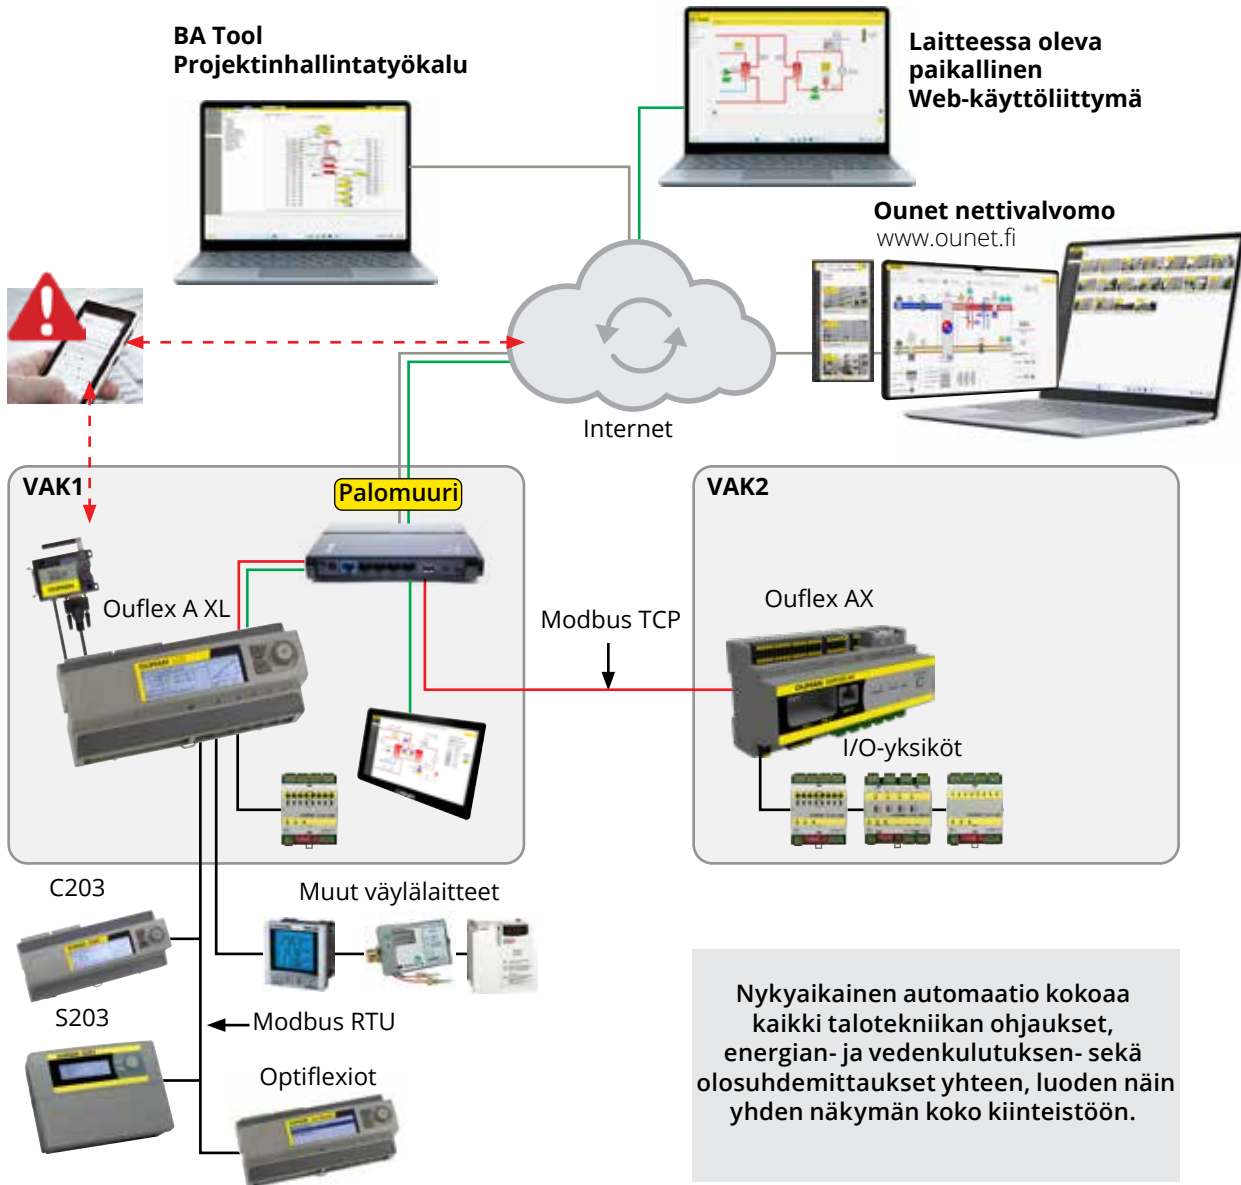 BA Tool
Projektinhallintatyökalu
Laitteessa oleva
paikallinen
Web-käyttöliittymä
Ounet nettivalvomo
www.ounet.fi
Internet
VAK1
Palomuuri
VAK2
Ouflex A XL
Modbus TCP
Ouflex AX
OUMAN
OUMAN
I/O-yksiköt
C203
Muut väylälaitteet
S203
Modbus RTU
Optiflexiot
Nykyaikainen automaatio kokoaa
kaikki talotekniikan ohjaukset,
energian- ja vedenkulutuksen- sekä
olosuhdemittaukset yhteen, luoden näin
yhden näkymän koko kiinteistöön.